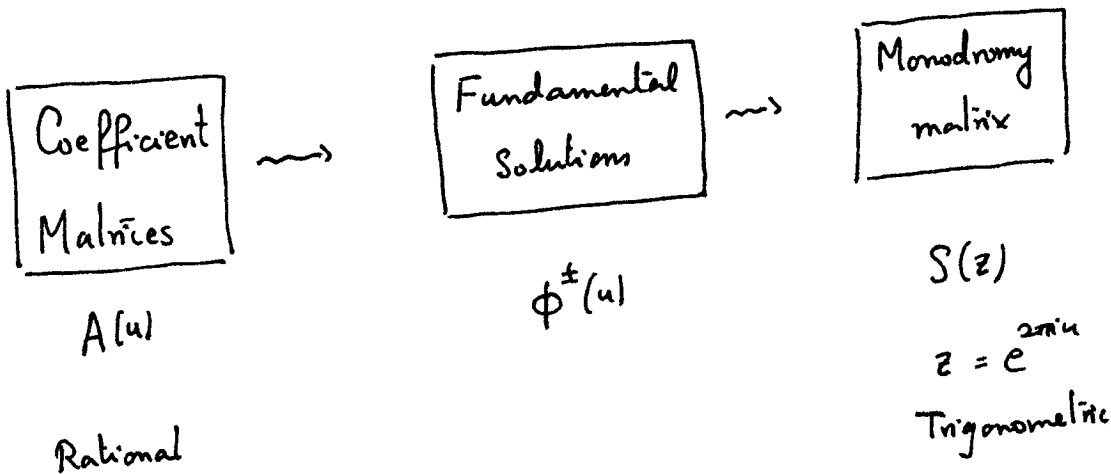 Coefficient
Matrices
A(u)
Rational
Fundamental
Solutions
ϕ^±(u)
Monodromy
matrix
S(z)
z = e^{2πiu}
Trigonometric